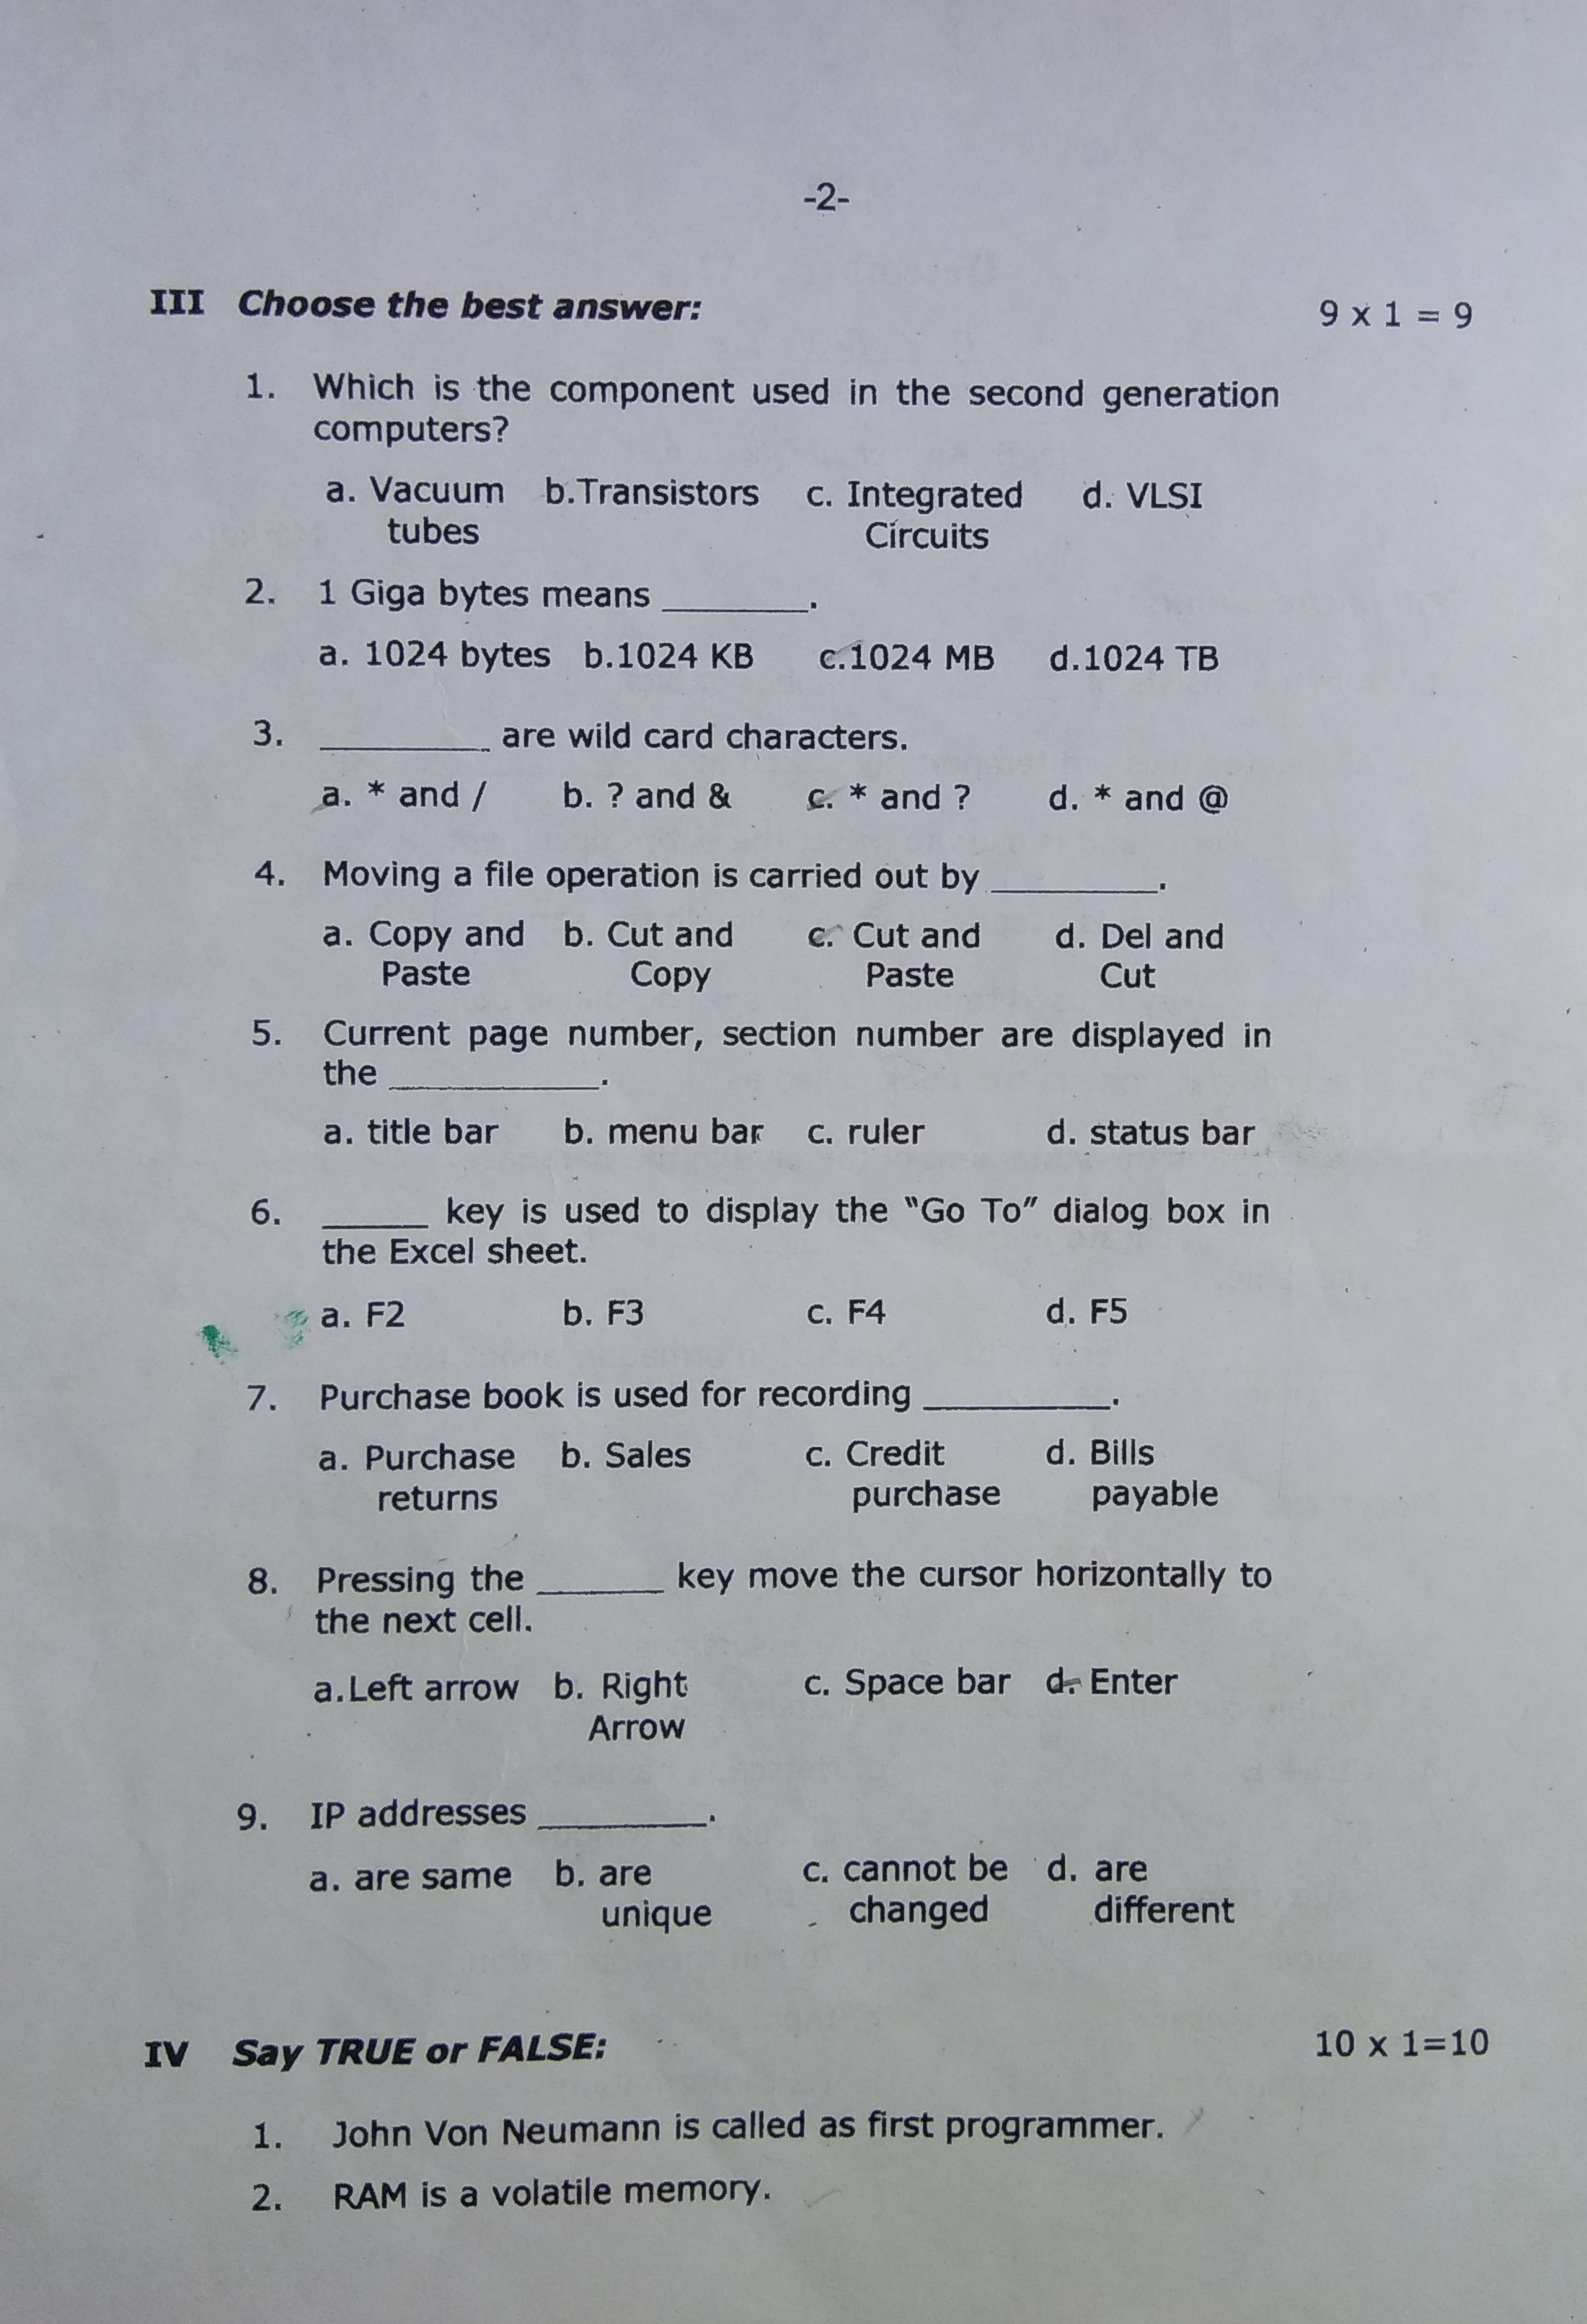 -2-
III Choose the best answer: 9 x 1 = 9
1. Which is the component used in the second generation
computers?
a. Vacuum b.Transistors c. Integrated d. VLSI
tubes Circuits
2. 1 Giga bytes means _______.
a. 1024 bytes b.1024 KB c.1024 MB d.1024 TB
3. ________ are wild card characters.
a. * and / b. ? and & c. * and ? d. * and @
4. Moving a file operation is carried out by ________.
a. Copy and b. Cut and c. Cut and d. Del and
Paste Copy Paste Cut
5. Current page number, section number are displayed in
the __________.
a. title bar b. menu bar c. ruler d. status bar
6. _____ key is used to display the “Go To” dialog box in
the Excel sheet.
a. F2 b. F3 c. F4 d. F5
7. Purchase book is used for recording _________.
a. Purchase b. Sales c. Credit d. Bills
returns purchase payable
8. Pressing the ______ key move the cursor horizontally to
the next cell.
a.Left arrow b. Right c. Space bar d. Enter
Arrow
9. IP addresses ________.
a. are same b. are c. cannot be d. are
unique changed different
IV Say TRUE or FALSE: 10 x 1=10
1. John Von Neumann is called as first programmer.
2. RAM is a volatile memory.